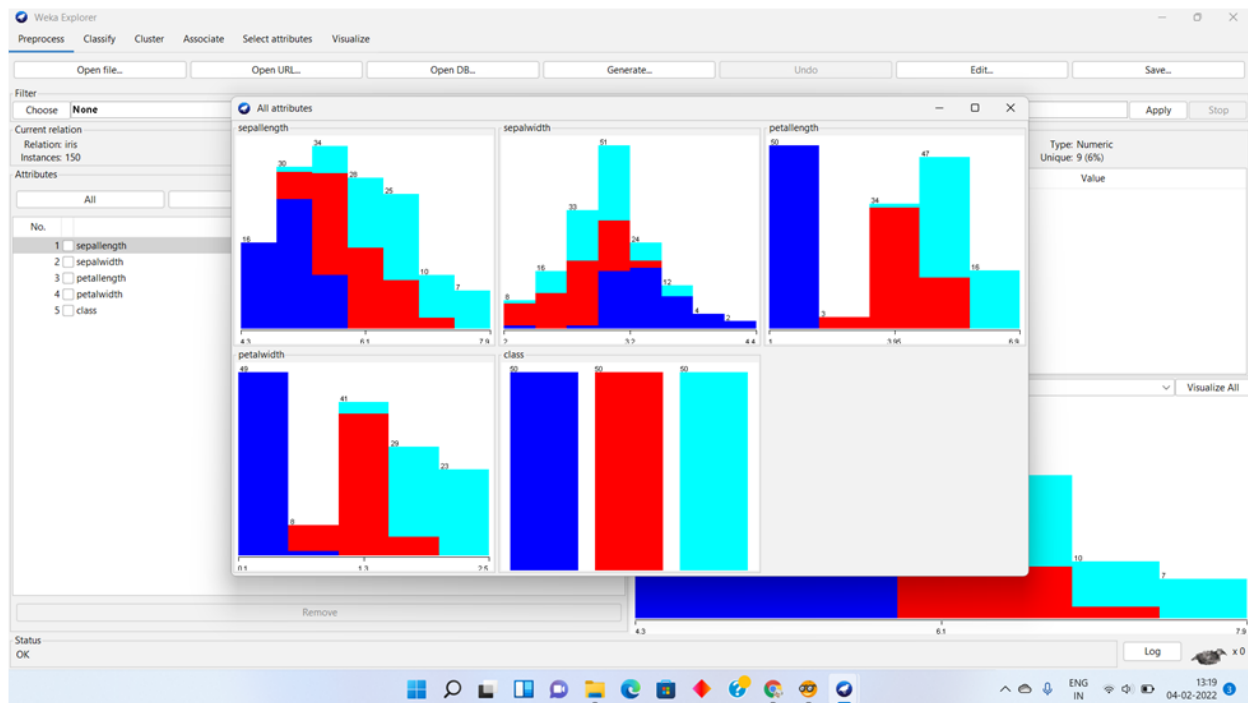 Weka Explorer
Preprocess Classify Cluster Associate Select attributes Visualize
Open file... Open URL... Open DB... Generate... Undo Edit... Save...
Filter
Choose None Apply Stop
Current relation
Relation: iris
Instances: 150
Type: Numeric
Unique: 9 (6%)
Attributes
All
Value
No.
1 sepallength
2 sepalwidth
3 petallength
4 petalwidth
5 class
Remove
All attributes
sepallength
16 30 34 28 25 10 7
4.3 6.1 7.9
sepalwidth
8 16 33 51 24 12 4 2
2 3.2 4.4
petallength
50 3 34 47 16
1 3.95 6.9
petalwidth
49 8 41 29 23
0.1 1.3 2.5
class
50 50 50
Visualize All
10 7
4.3 6.1 7.9
Status
OK
Log x 0
ENG
IN
13:19
04-02-2022
3